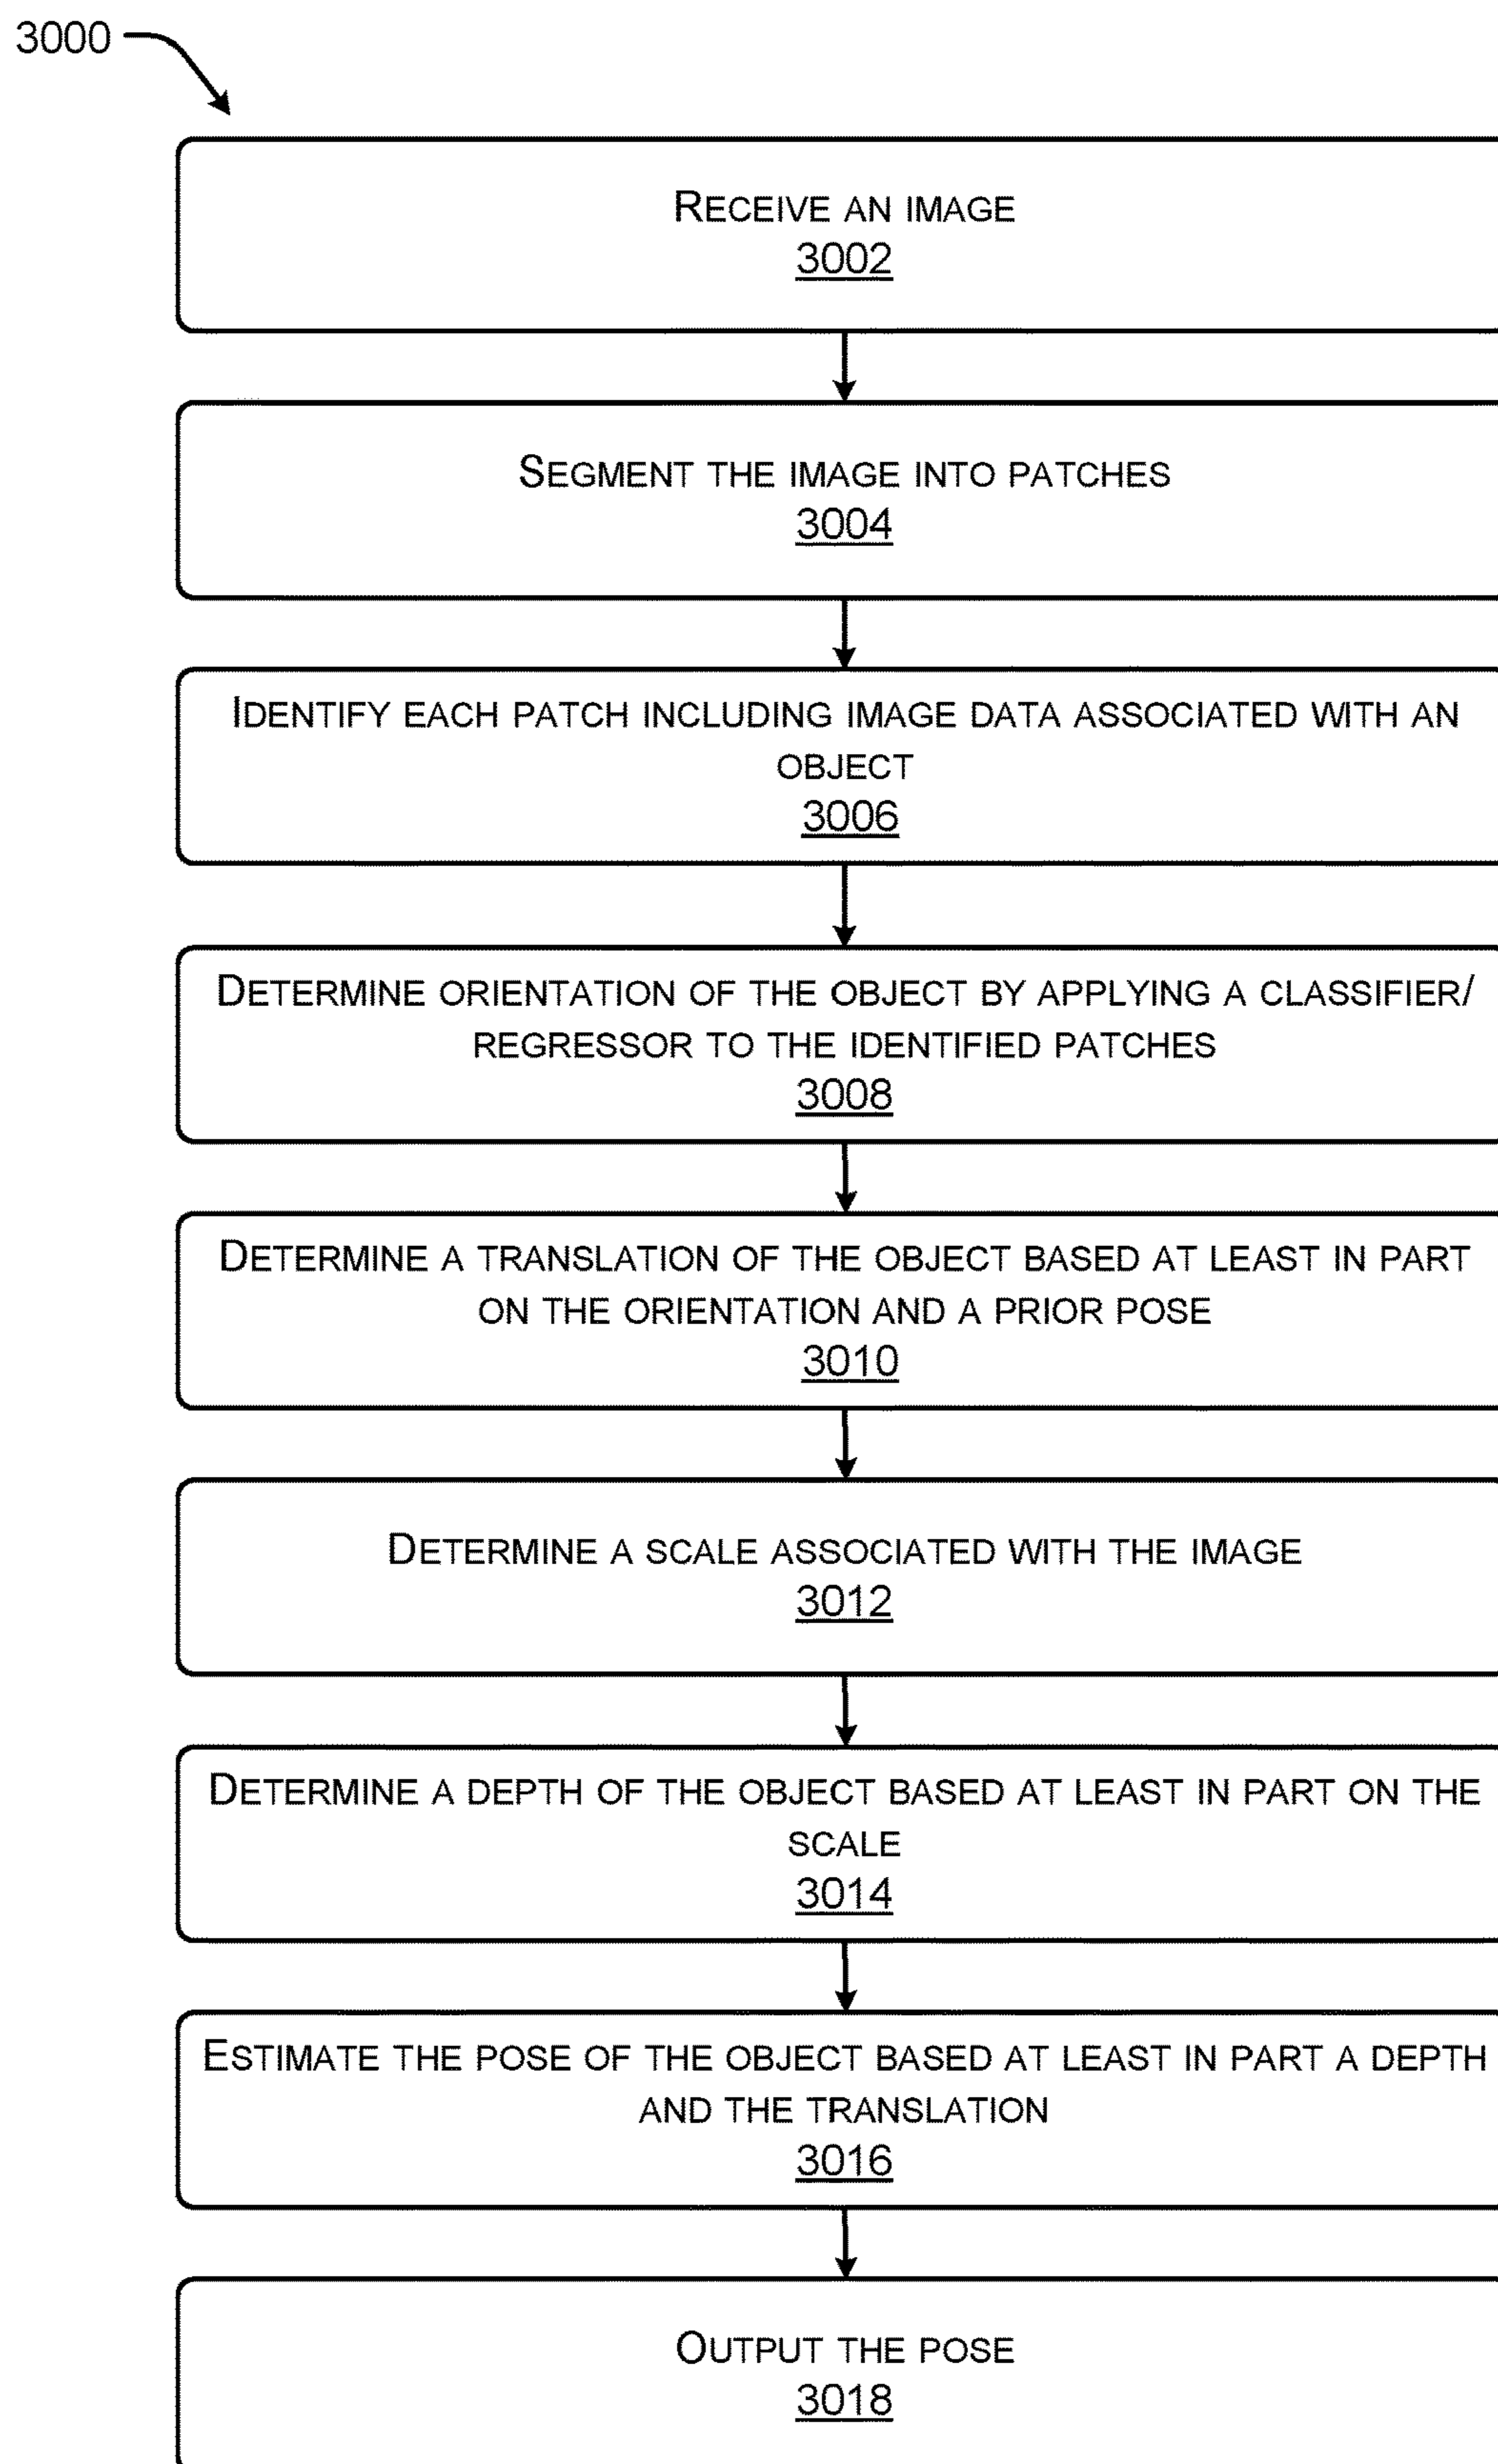 3000
RECEIVE AN IMAGE
3002
SEGMENT THE IMAGE INTO PATCHES
3004
IDENTIFY EACH PATCH INCLUDING IMAGE DATA ASSOCIATED WITH AN
OBJECT
3006
DETERMINE ORIENTATION OF THE OBJECT BY APPLYING A CLASSIFIER/
REGRESSOR TO THE IDENTIFIED PATCHES
3008
DETERMINE A TRANSLATION OF THE OBJECT BASED AT LEAST IN PART
ON THE ORIENTATION AND A PRIOR POSE
3010
DETERMINE A SCALE ASSOCIATED WITH THE IMAGE
3012
DETERMINE A DEPTH OF THE OBJECT BASED AT LEAST IN PART ON THE
SCALE
3014
ESTIMATE THE POSE OF THE OBJECT BASED AT LEAST IN PART A DEPTH
AND THE TRANSLATION
3016
OUTPUT THE POSE
3018